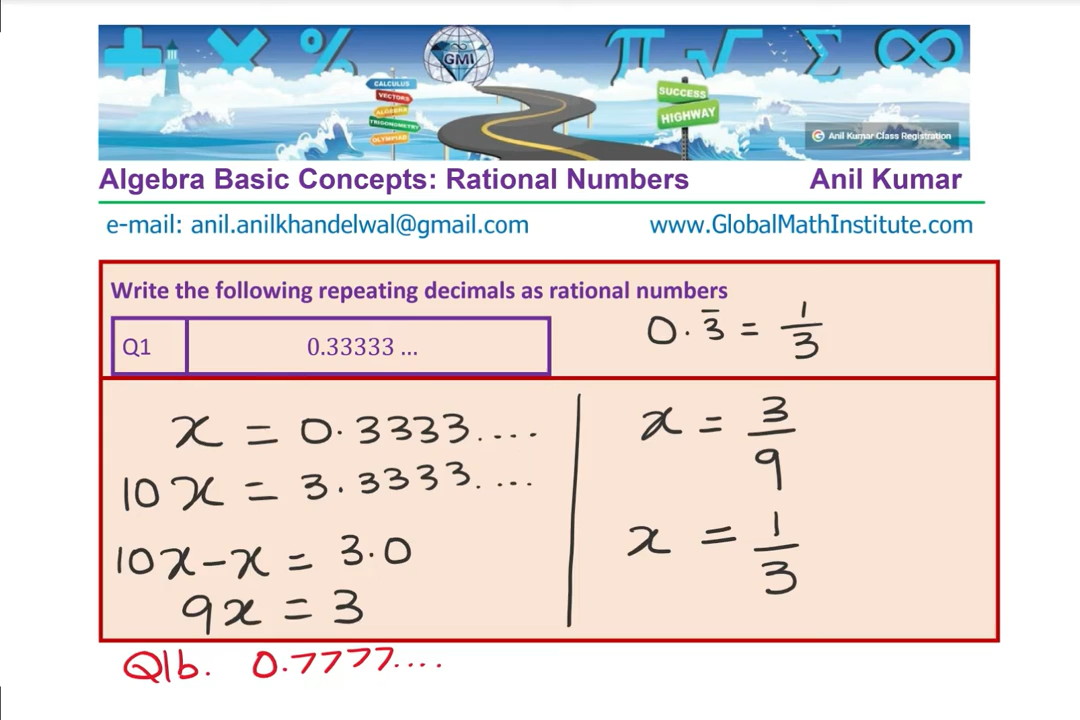 GMI
CALCULUS
VECTORS
ALGEBRA
TRIGONOMETRY
OLYMPIAD
SUCCESS
HIGHWAY
Anil Kumar Class Registration
+ × % π √ Σ ∞
Algebra Basic Concepts: Rational Numbers Anil Kumar
e-mail: anil.anilkhandelwal@gmail.com www.GlobalMathInstitute.com
Write the following repeating decimals as rational numbers
Q1 0.33333 ...
0.3̅ = 1/3
x = 0.3333....
10x = 3.3333....
10x-x = 3.0
9x = 3
x = 3/9
x = 1/3
Q1b. 0.7777....